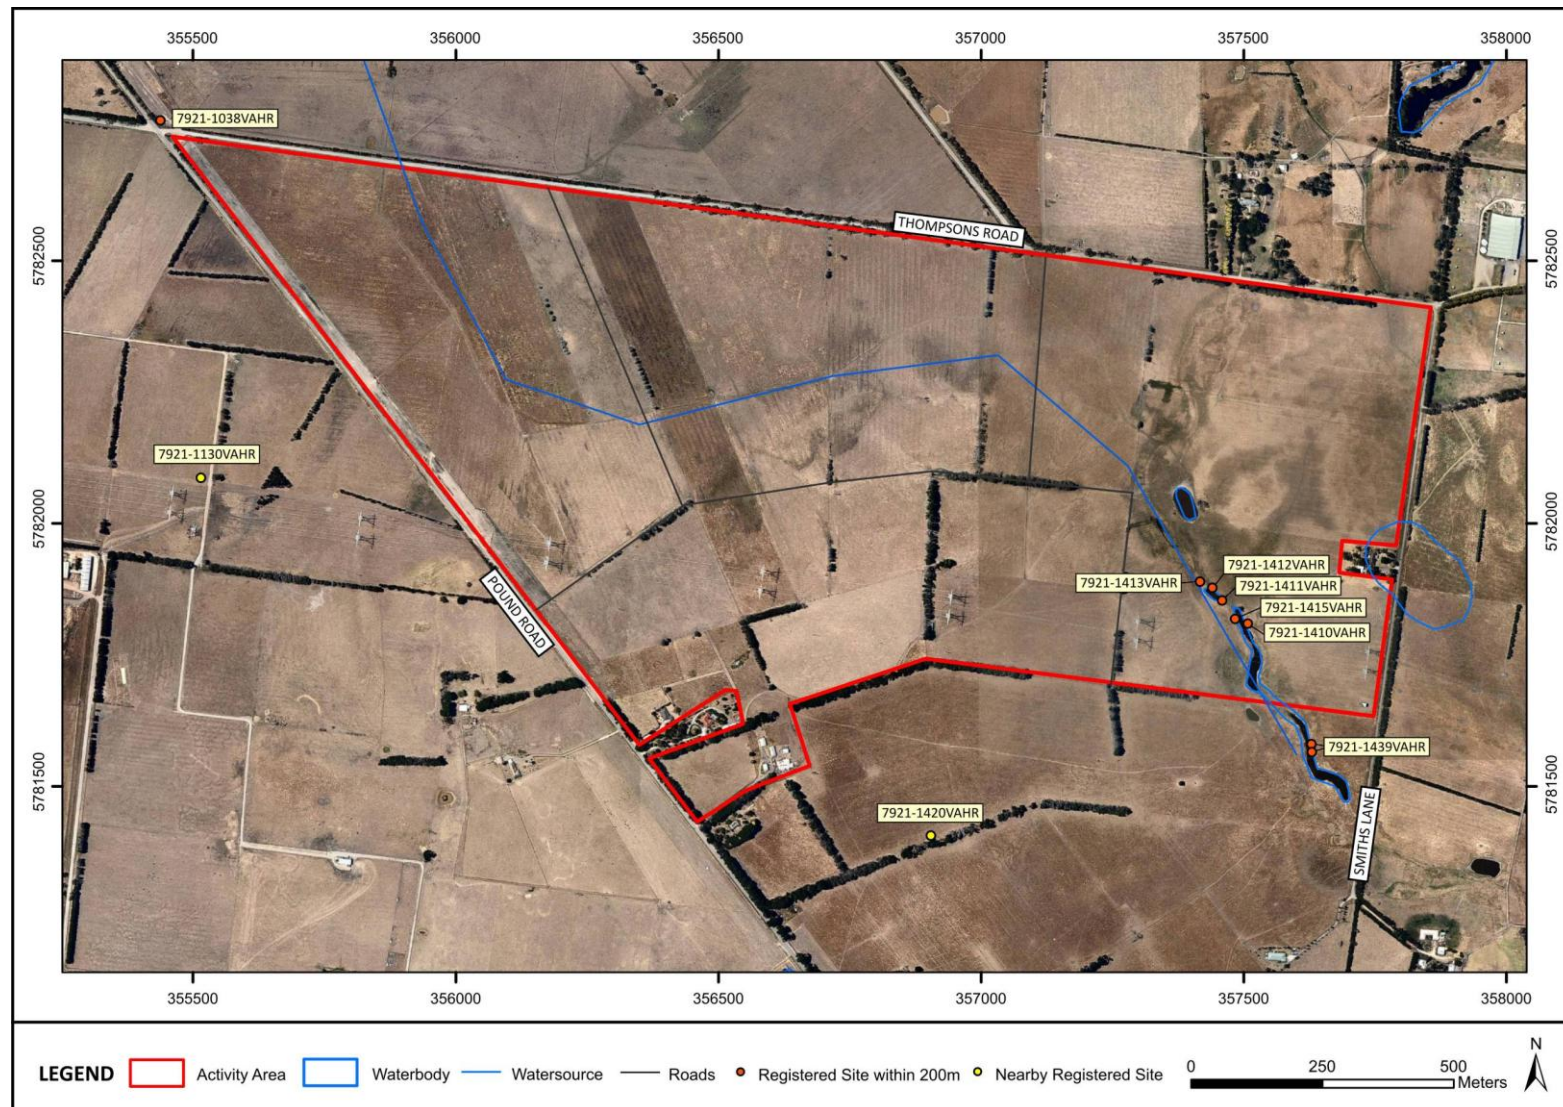 355500 356000 356500 357000 357500 358000
7921-1038VAHR
THOMPSONS ROAD
5782500 5782500
7921-1130VAHR
5782000 5782000
7921-1412VAHR
7921-1413VAHR
7921-1411VAHR
7921-1415VAHR
7921-1410VAHR
POUND ROAD
7921-1439VAHR
5781500 5781500
7921-1420VAHR
SMITHS LANE
355500 356000 356500 357000 357500 358000
N
LEGEND Activity Area Waterbody Watersource Roads Registered Site within 200m Nearby Registered Site
0 250 500
Meters